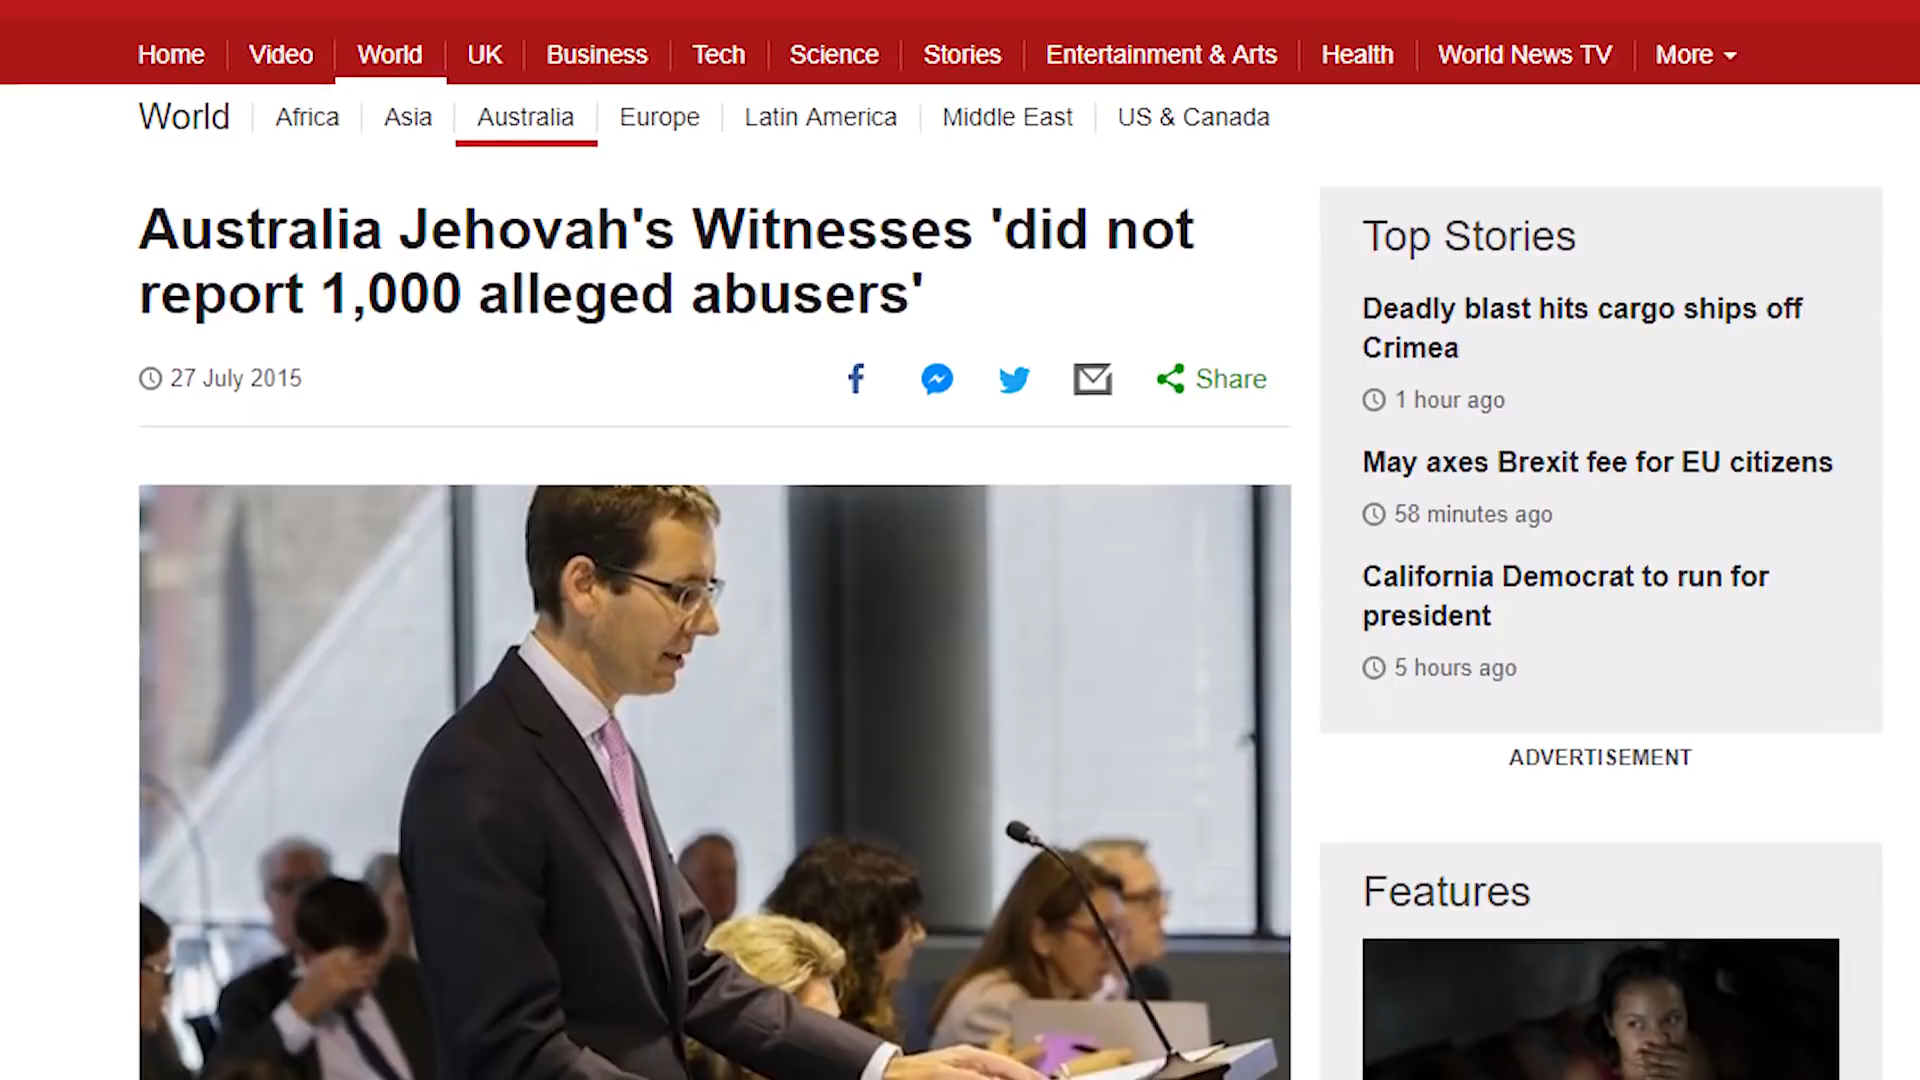 Home Video World UK Business Tech Science Stories Entertainment & Arts Health World News TV More
World Africa Asia Australia Europe Latin America Middle East US & Canada
Australia Jehovah's Witnesses 'did not
report 1,000 alleged abusers'
27 July 2015
Share
Top Stories
Deadly blast hits cargo ships off
Crimea
1 hour ago
May axes Brexit fee for EU citizens
58 minutes ago
California Democrat to run for
president
5 hours ago
ADVERTISEMENT
Features